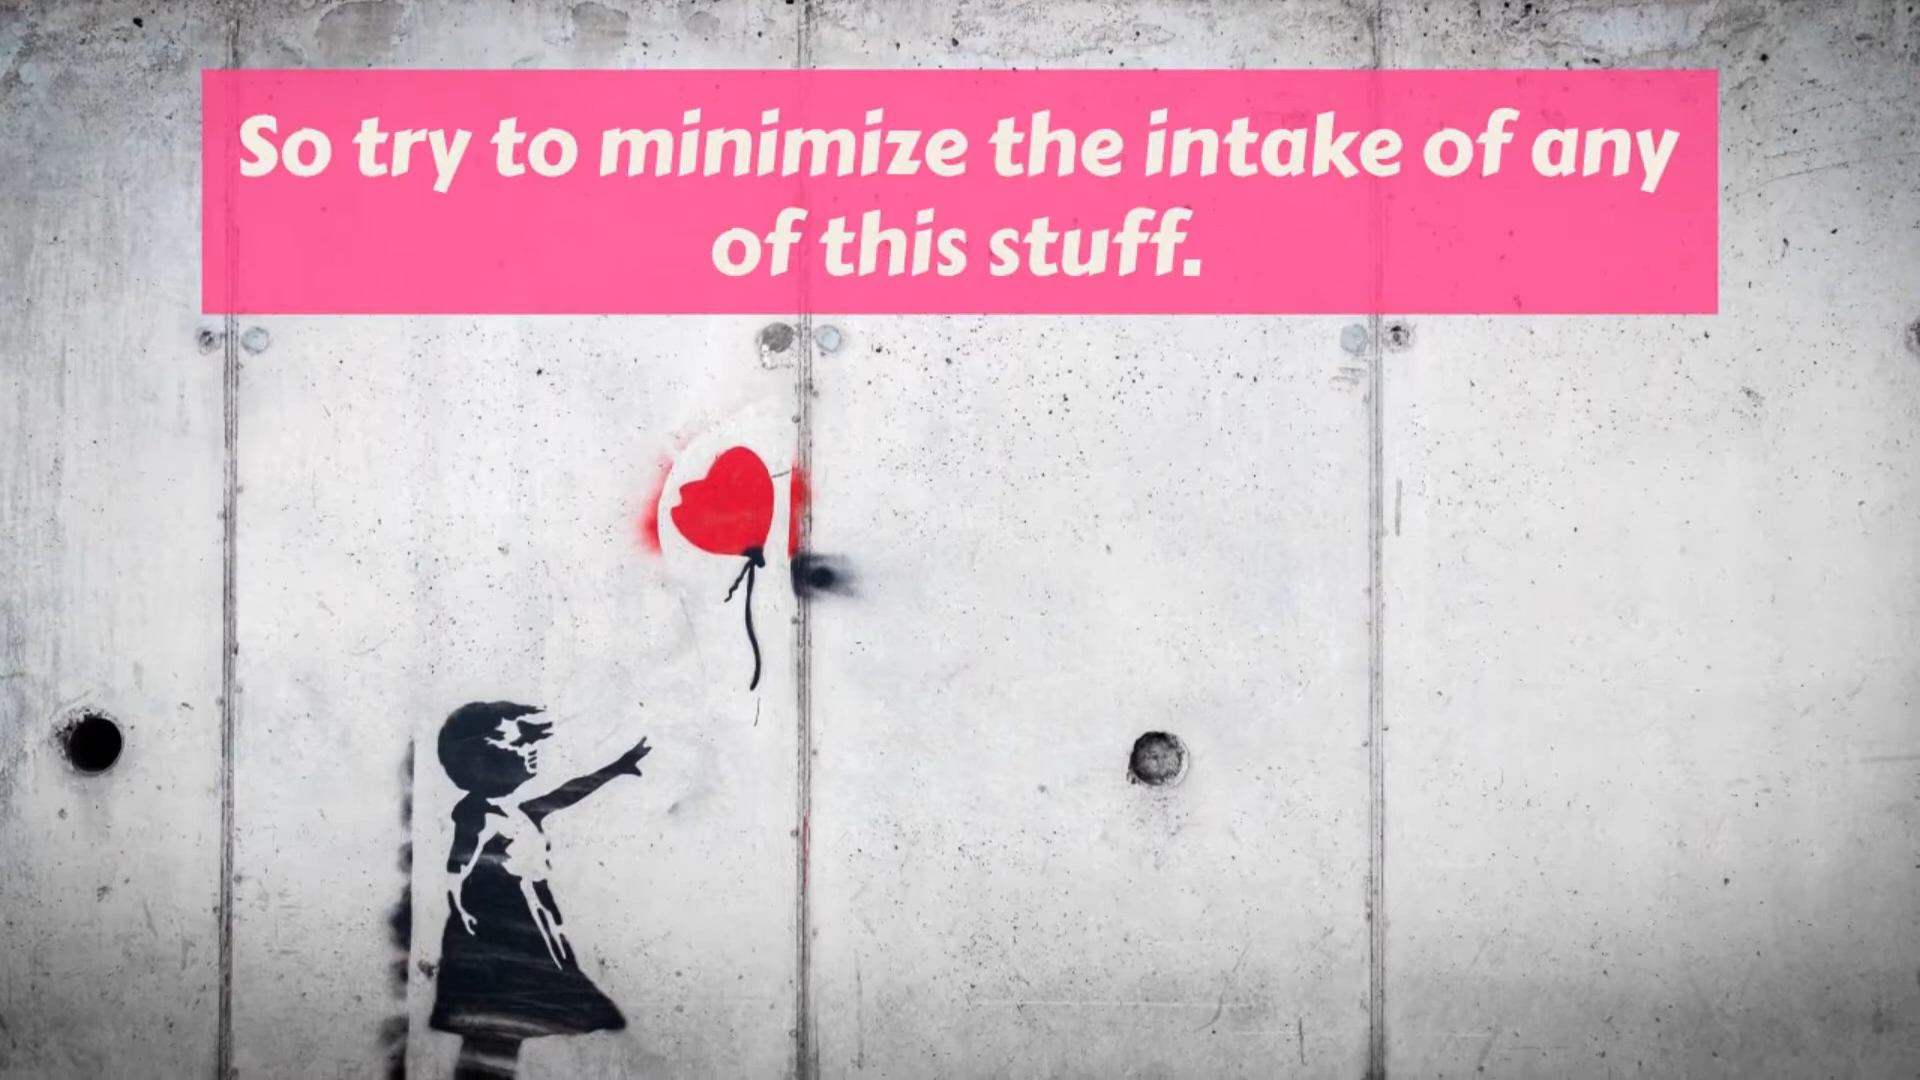 So try to minimize the intake of any
of this stuff.